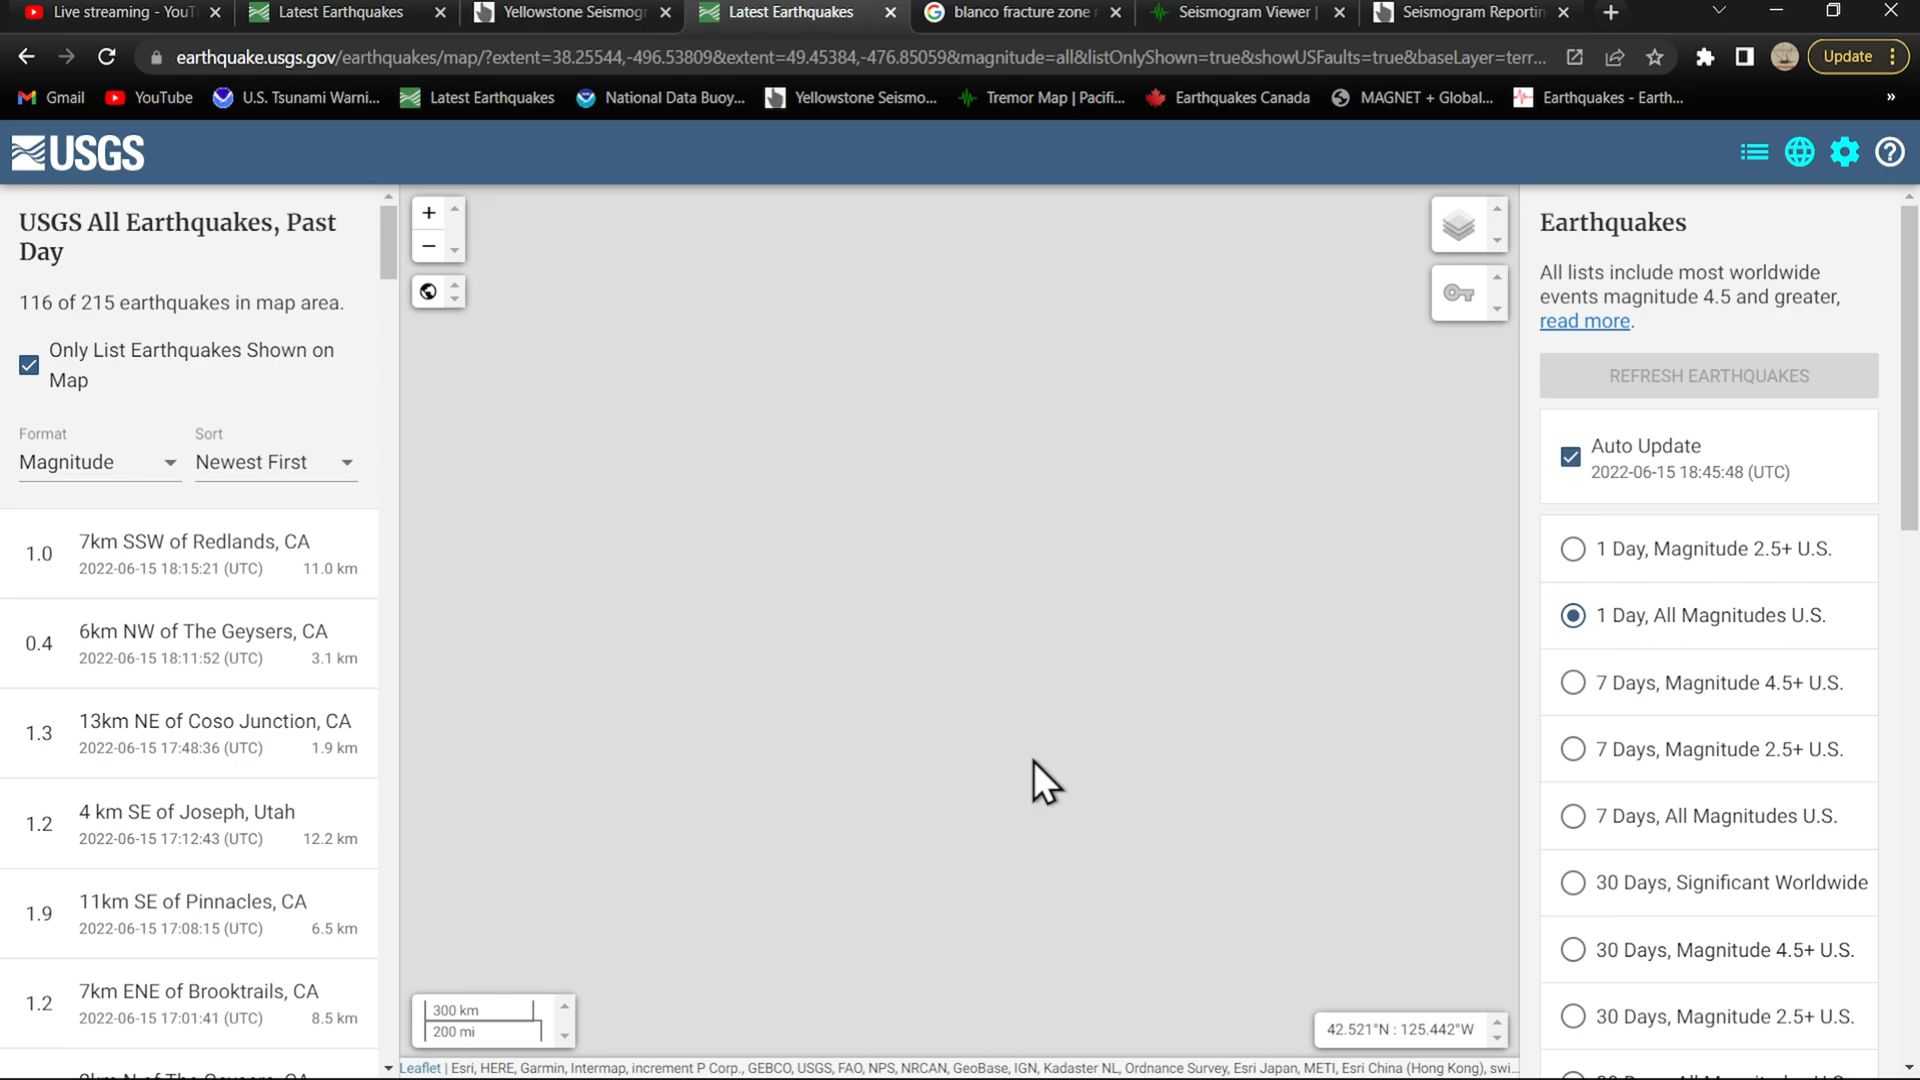 Live streaming - YouT
Latest Earthquakes
Yellowstone Seismog
Latest Earthquakes
blanco fracture zone
Seismogram Viewer |
Seismogram Reportin
earthquake.usgs.gov/earthquakes/map/?extent=38.25544,-496.53809&extent=49.45384,-476.85059&magnitude=all&listOnlyShown=true&showUSFaults=true&baseLayer=terr...
Update
Gmail
YouTube
U.S. Tsunami Warni...
Latest Earthquakes
National Data Buoy...
Yellowstone Seismo...
Tremor Map | Pacifi...
Earthquakes Canada
MAGNET + Global...
Earthquakes - Earth...
»
USGS
USGS All Earthquakes, Past
Day
116 of 215 earthquakes in map area.
Only List Earthquakes Shown on
Map
Format
Sort
Magnitude
Newest First
1.0
7km SSW of Redlands, CA
2022-06-15 18:15:21 (UTC)
11.0 km
0.4
6km NW of The Geysers, CA
2022-06-15 18:11:52 (UTC)
3.1 km
1.3
13km NE of Coso Junction, CA
2022-06-15 17:48:36 (UTC)
1.9 km
1.2
4 km SE of Joseph, Utah
2022-06-15 17:12:43 (UTC)
12.2 km
1.9
11km SE of Pinnacles, CA
2022-06-15 17:08:15 (UTC)
6.5 km
1.2
7km ENE of Brooktrails, CA
2022-06-15 17:01:41 (UTC)
8.5 km
+
−
300 km
200 mi
42.521°N : 125.442°W
Leaflet | Esri, HERE, Garmin, Intermap, increment P Corp., GEBCO, USGS, FAO, NPS, NRCAN, GeoBase, IGN, Kadaster NL, Ordnance Survey, Esri Japan, METI, Esri China (Hong Kong), swi...
Earthquakes
All lists include most worldwide
events magnitude 4.5 and greater,
read more.
REFRESH EARTHQUAKES
Auto Update
2022-06-15 18:45:48 (UTC)
1 Day, Magnitude 2.5+ U.S.
1 Day, All Magnitudes U.S.
7 Days, Magnitude 4.5+ U.S.
7 Days, Magnitude 2.5+ U.S.
7 Days, All Magnitudes U.S.
30 Days, Significant Worldwide
30 Days, Magnitude 4.5+ U.S.
30 Days, Magnitude 2.5+ U.S.